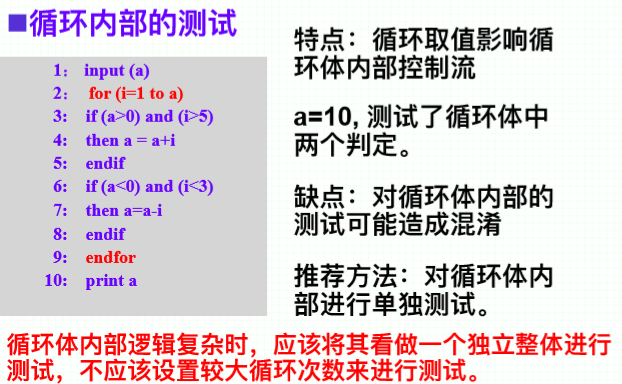 ■循环内部的测试
1: input (a)
2: for (i=1 to a)
3: if (a>0) and (i>5)
4: then a = a+i
5: endif
6: if (a<0) and (i<3)
7: then a=a-i
8: endif
9: endfor
10: print a
特点：循环取值影响循
环体内部控制流
a=10, 测试了循环体中
两个判定。
缺点：对循环体内部的
测试可能造成混淆
推荐方法：对循环体内
部进行单独测试。
循环体内部逻辑复杂时，应该将其看做一个独立整体进行
测试，不应该设置较大循环次数来进行测试。